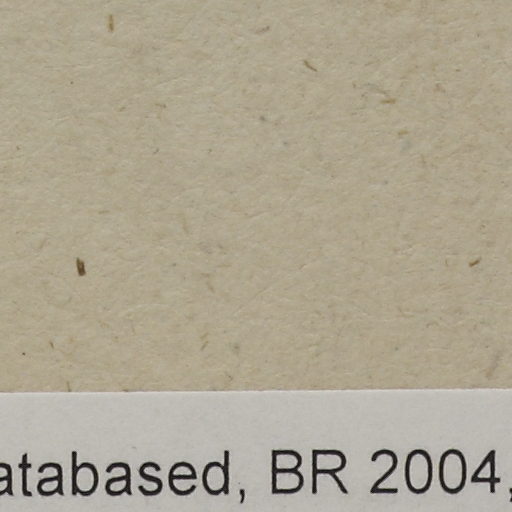 atabased, BR 2004,